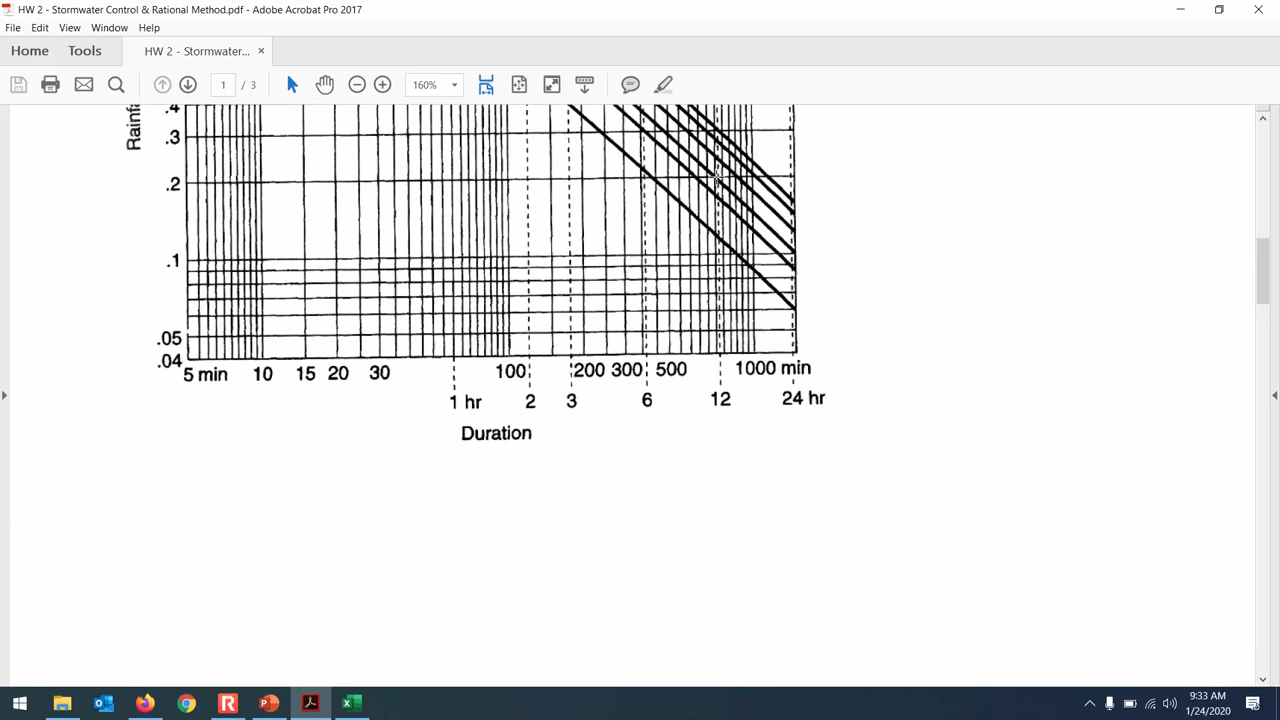 HW 2 - Stormwater Control & Rational Method.pdf - Adobe Acrobat Pro 2017
File Edit View Window Help
Home Tools HW 2 - Stormwater... ×
1 / 3 160%
.4
Rainfa
.3
.2
.1
.05
.04
5 min 10 15 20 30 100 200 300 500 1000 min
1 hr 2 3 6 12 24 hr
Duration
9:33 AM
1/24/2020